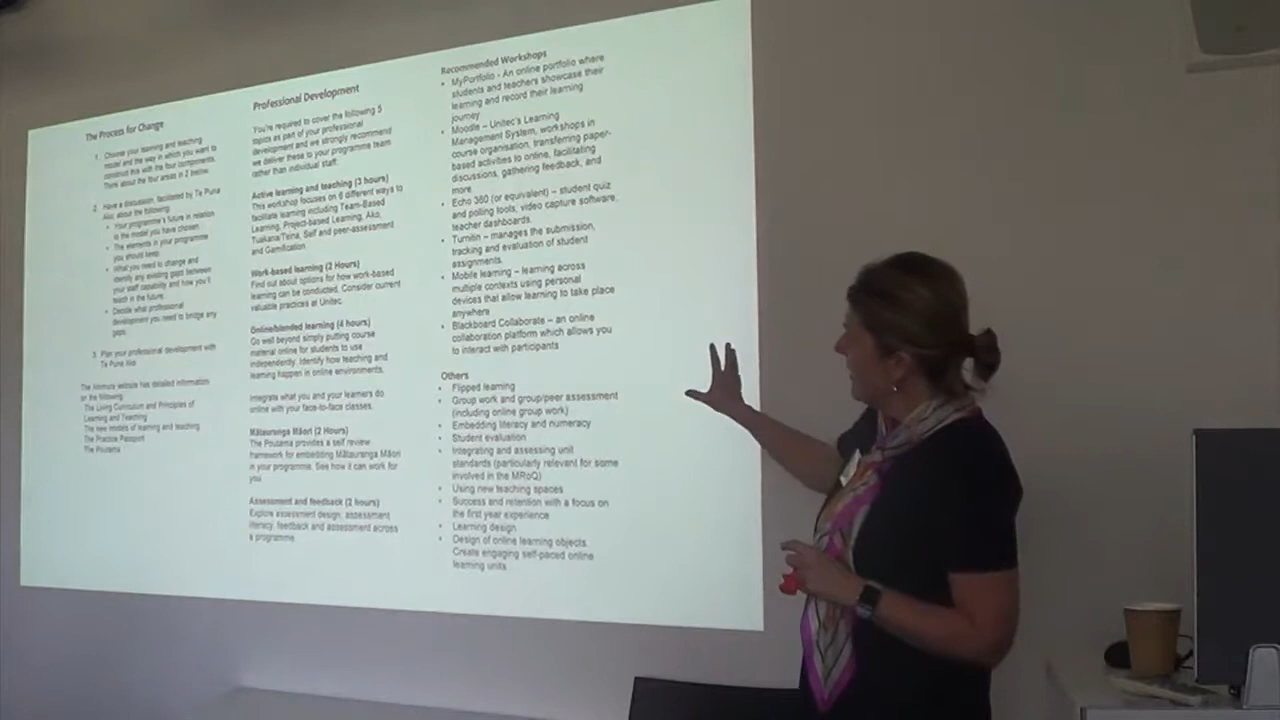 The Process for Change
1. Choose your learning and teaching
model and the way in which you want to
construct this with the four components.
Think about the four areas in 2 below.
2. Have a discussion, facilitated by Te Puna
Ako, about the following:
• Your programme's future in relation
to the model you have chosen.
• The elements in your programme
you should keep.
• What you need to change and
identify any existing gaps between
your staff capability and how you'll
teach in the future.
• Decide what professional
development you need to bridge any
gaps.
3. Plan your professional development with
Te Puna Ako.
The website has detailed information
on the following:
The Living Curriculum and Principles of
Learning and Teaching
The new models of learning and teaching
The Practice Passport
The Poutama
Professional Development
You're required to cover the following 5
topics as part of your professional
development and we strongly recommend
we deliver these to your programme team
rather than individual staff:
Active learning and teaching (3 hours)
This workshop focuses on 6 different ways to
facilitate learning including Team-Based
Learning, Project-based Learning, Ako,
Tuakana/Teina, Self and peer-assessment
and Gamification.
Work-based learning (2 Hours)
Find out about options for how work-based
learning can be conducted. Consider current
valuable practices at Unitec.
Online/blended learning (4 hours)
Go well beyond simply putting course
material online for students to use
independently. Identify how teaching and
learning happen in online environments.
Integrate what you and your learners do
online with your face-to-face classes.
Mātauranga Māori (2 Hours)
The Poutama provides a self review
framework for embedding Mātauranga Māori
in your programme. See how it can work for
you.
Assessment and feedback (2 hours)
Explore assessment design, assessment
literacy, feedback and assessment across
a programme.
Recommended Workshops
• MyPortfolio - An online portfolio where
students and teachers showcase their
learning and record their learning
journey
• Moodle – Unitec's Learning
Management System, workshops in
course organisation, transferring paper-
based activities to online, facilitating
discussions, gathering feedback, and
more.
• Echo 360 (or equivalent) – student quiz
and polling tools, video capture software,
teacher dashboards.
• Turnitin – manages the submission,
tracking and evaluation of student
assignments.
• Mobile learning – learning across
multiple contexts using personal
devices that allow learning to take place
anywhere
• Blackboard Collaborate – an online
collaboration platform which allows you
to interact with participants
Others
• Flipped learning
• Group work and group/peer assessment
(including online group work)
• Embedding literacy and numeracy
• Student evaluation
• Integrating and assessing unit
standards (particularly relevant for some
involved in the MRoQ)
• Using new teaching spaces
• Success and retention with a focus on
the first year experience
• Learning design
• Design of online learning objects.
Create engaging self-paced online
learning units